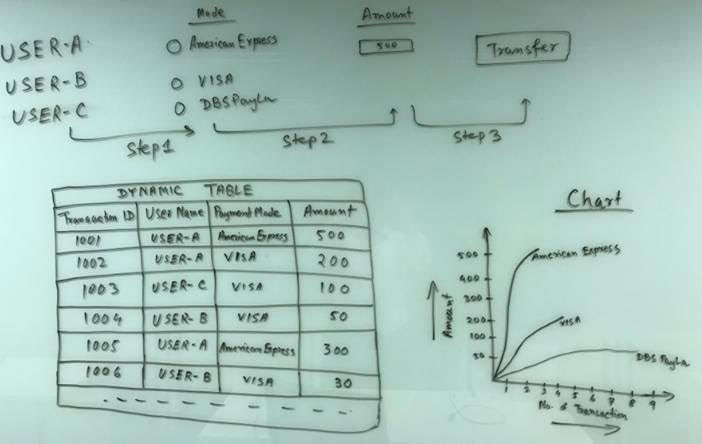 Mode Amount
USER-A American Express 500 Transfer
USER-B VISA
USER-C DBS PayLa
Step 1 Step 2 Step 3
DYNAMIC TABLE
Transaction ID User Name Payment Mode Amount
1001 USER-A American Express 500
1002 USER-A VISA 200
1003 USER-C VISA 100
1004 USER-B VISA 50
1005 USER-A American Express 300
1006 USER-B VISA 30
Chart
Amount
500 American Express
400
300
200 VISA
100
50 DBS PayLa
1 2 3 4 5 6 7 8 9
No. of Transaction